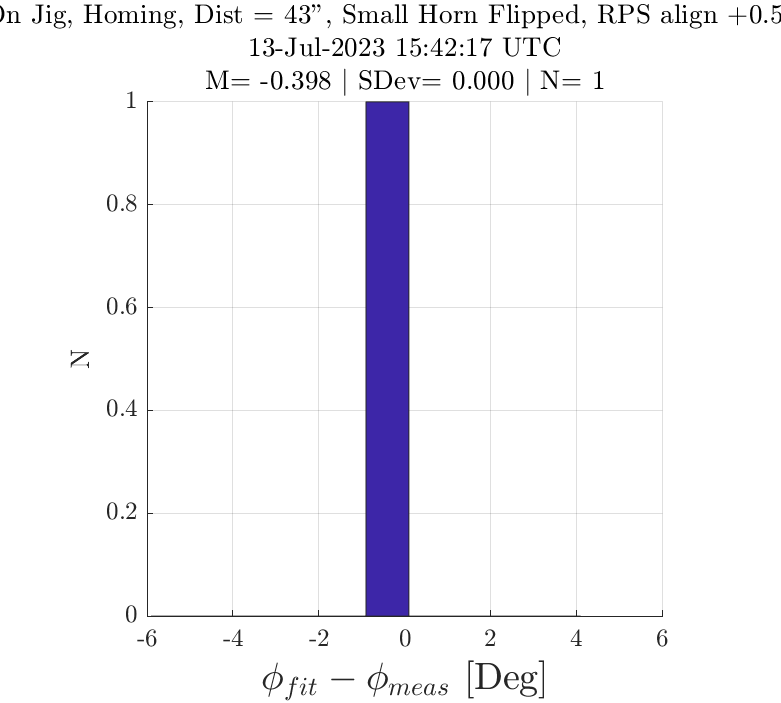 On Jig, Homing, Dist = 43”, Small Horn Flipped, RPS align +0.5
13-Jul-2023 15:42:17 UTC
M= -0.398 | SDev= 0.000 | N= 1
1
0.8
0.6
0.4
0.2
0
N
-6 -4 -2 0 2 4 6
ϕfit − ϕmeas [Deg]